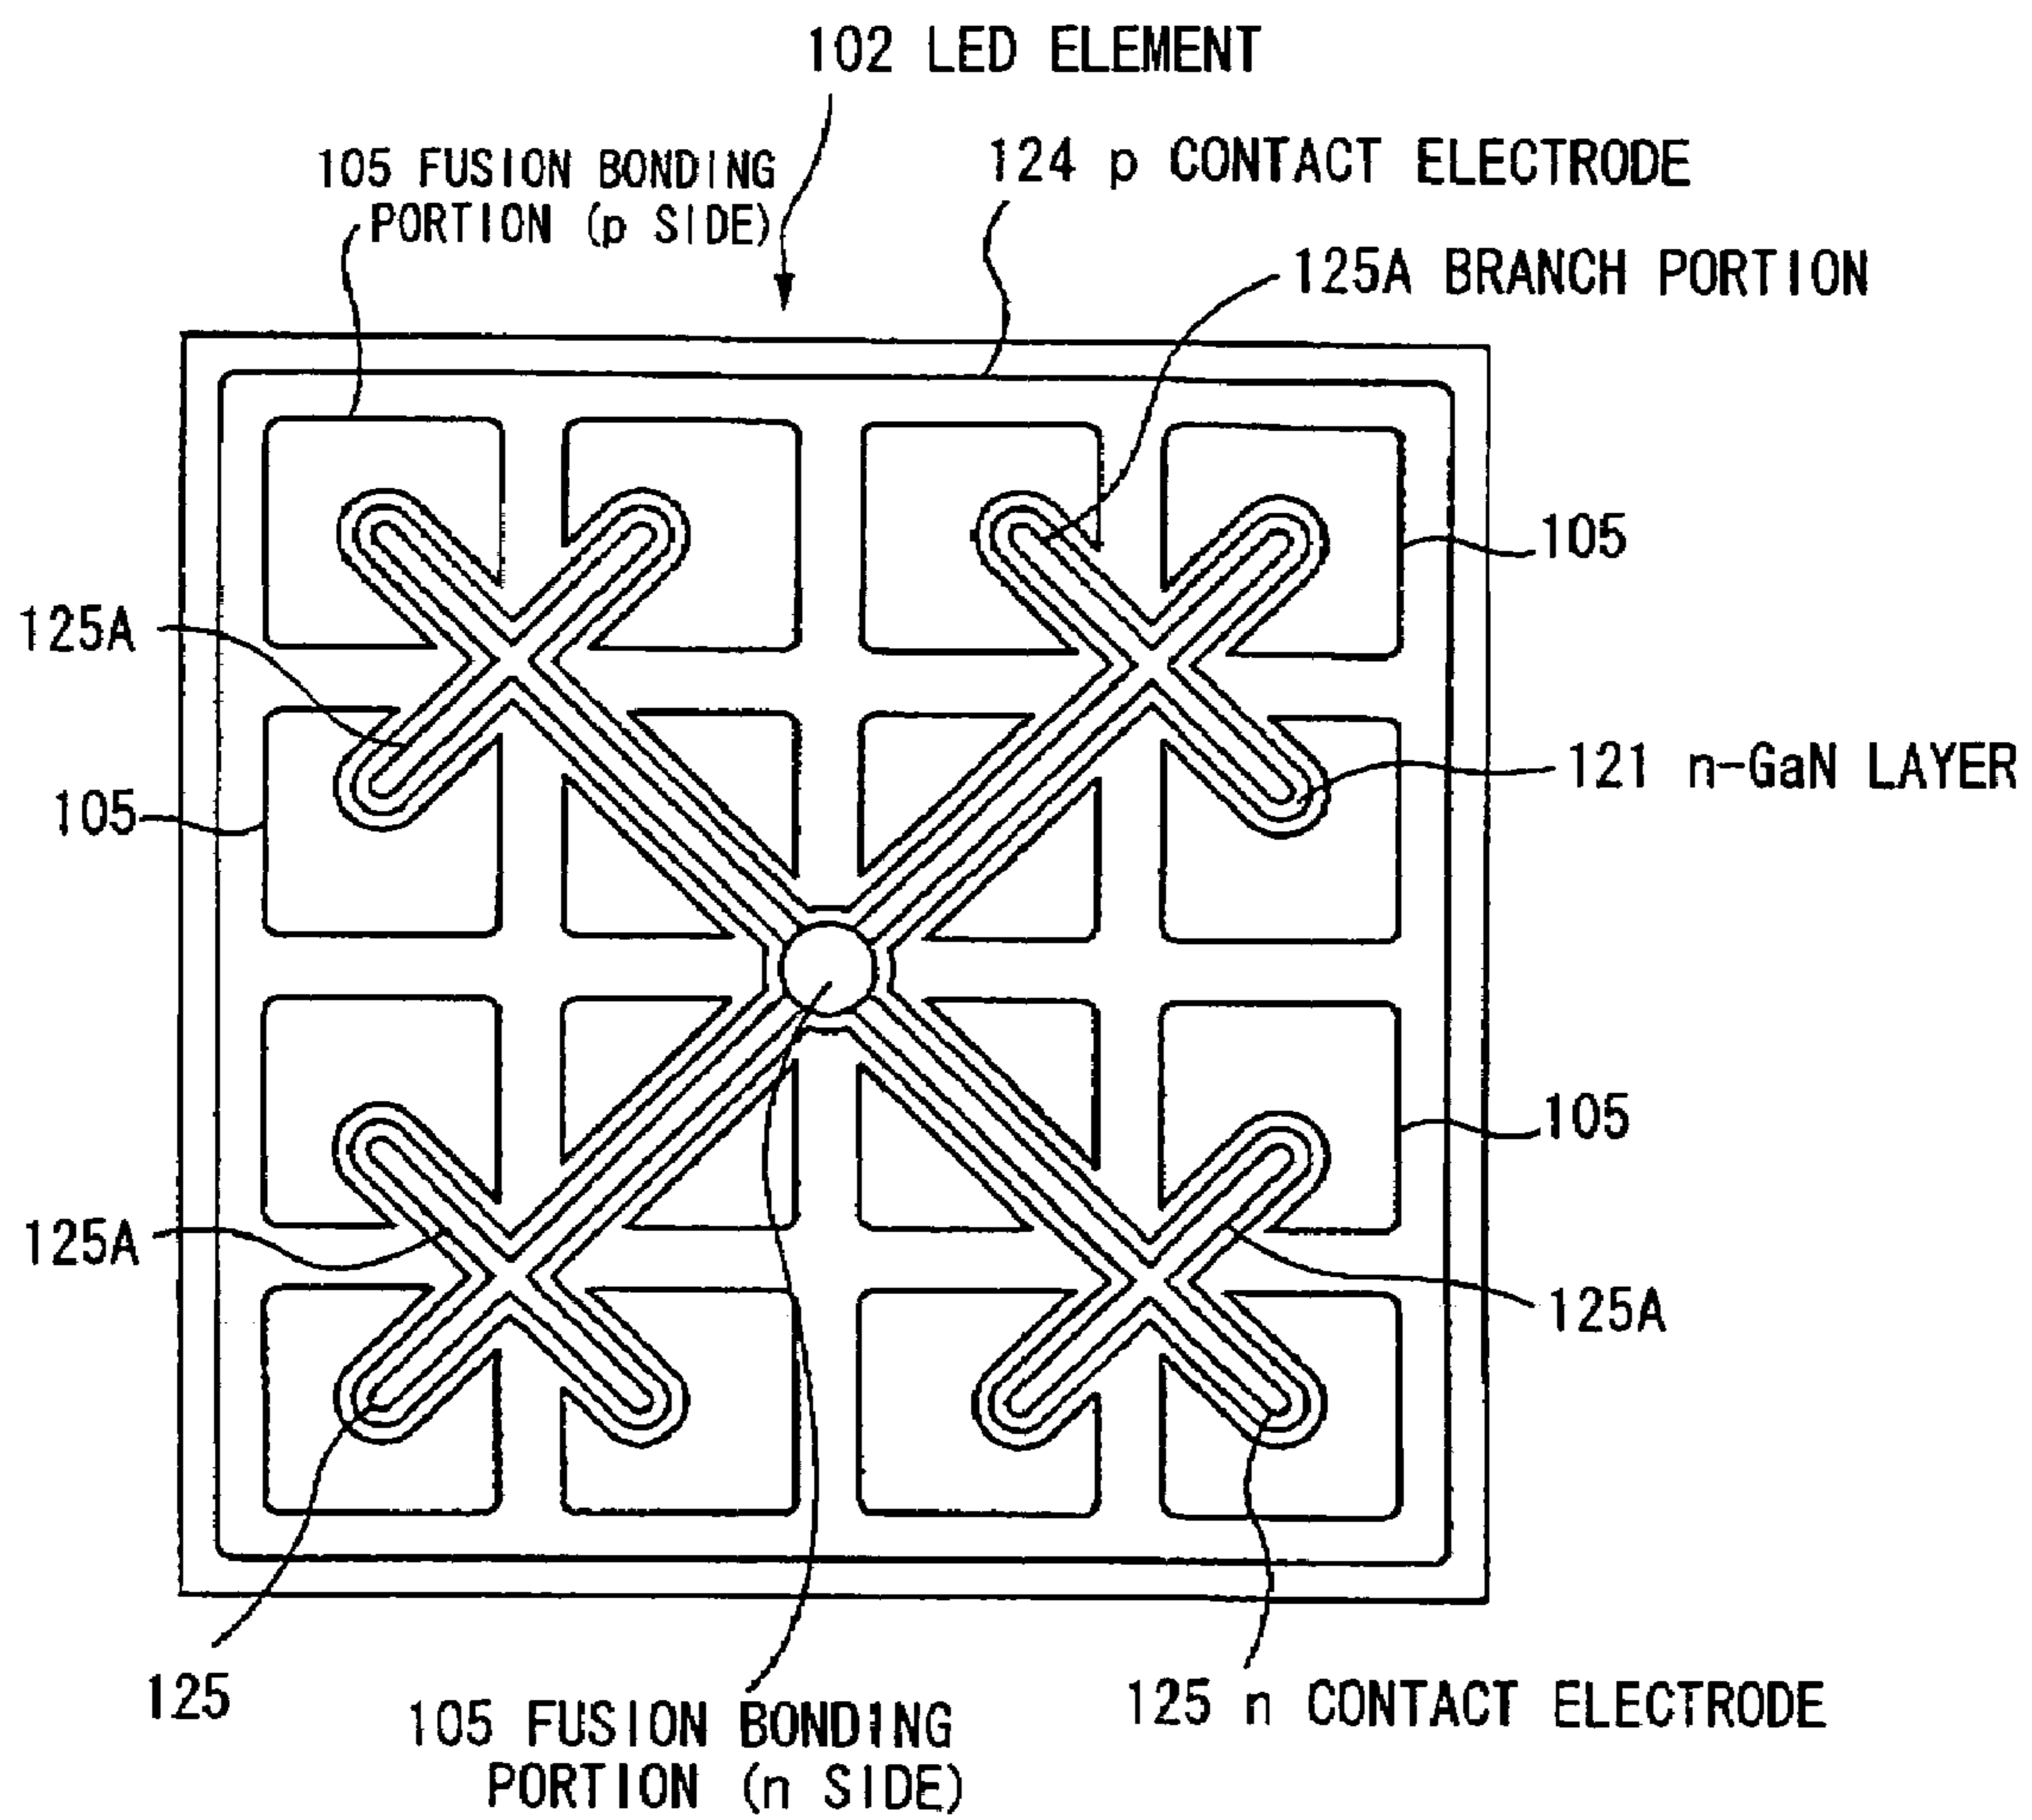 102 LED ELEMENT
105 FUSION BONDING
PORTION (p SIDE)
124 p CONTACT ELECTRODE
125A BRANCH PORTION
105
125A
121 n-GaN LAYER
105
105
125A
125A
125
105 FUSION BONDING
PORTION (n SIDE)
125 n CONTACT ELECTRODE